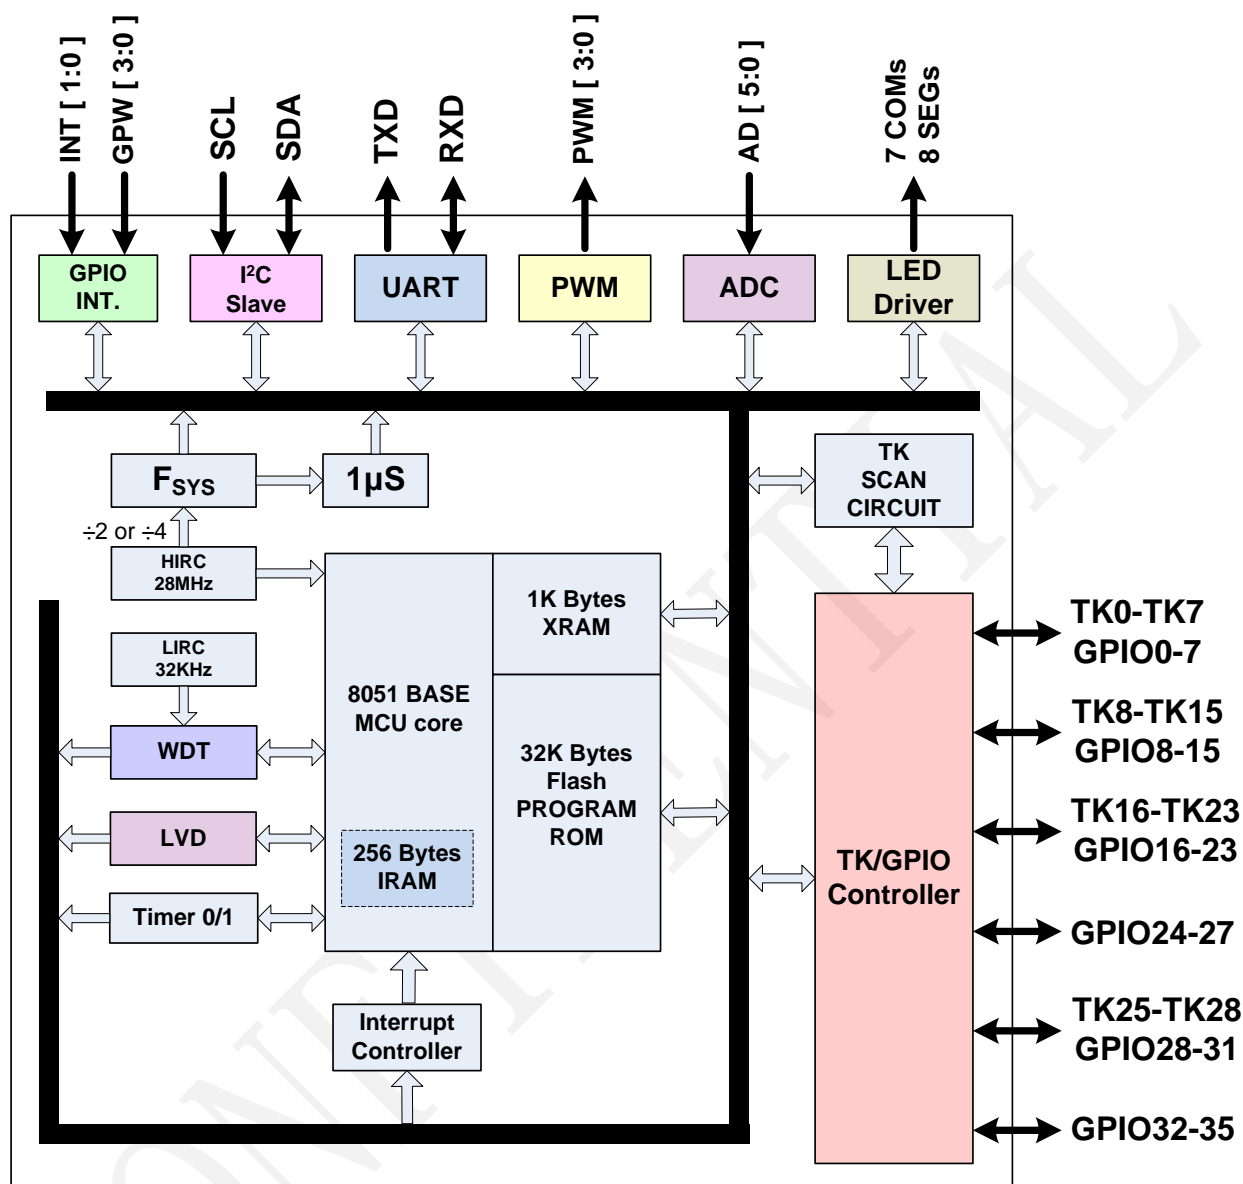 INT [ 1:0 ]
GPW [ 3:0 ]
SCL
SDA
TXD
RXD
PWM [ 3:0 ]
AD [ 5:0 ]
7 COMs
8 SEGs
GPIO
INT.
I²C
Slave
UART
PWM
ADC
LED
Driver
FSYS
1µS
TK
SCAN
CIRCUIT
÷2 or ÷4
HIRC
28MHz
LIRC
32KHz
WDT
LVD
Timer 0/1
8051 BASE
MCU core
256 Bytes
IRAM
1K Bytes
XRAM
32K Bytes
Flash
PROGRAM
ROM
Interrupt
Controller
TK/GPIO
Controller
TK0-TK7
GPIO0-7
TK8-TK15
GPIO8-15
TK16-TK23
GPIO16-23
GPIO24-27
TK25-TK28
GPIO28-31
GPIO32-35
ONFIDENTIAL